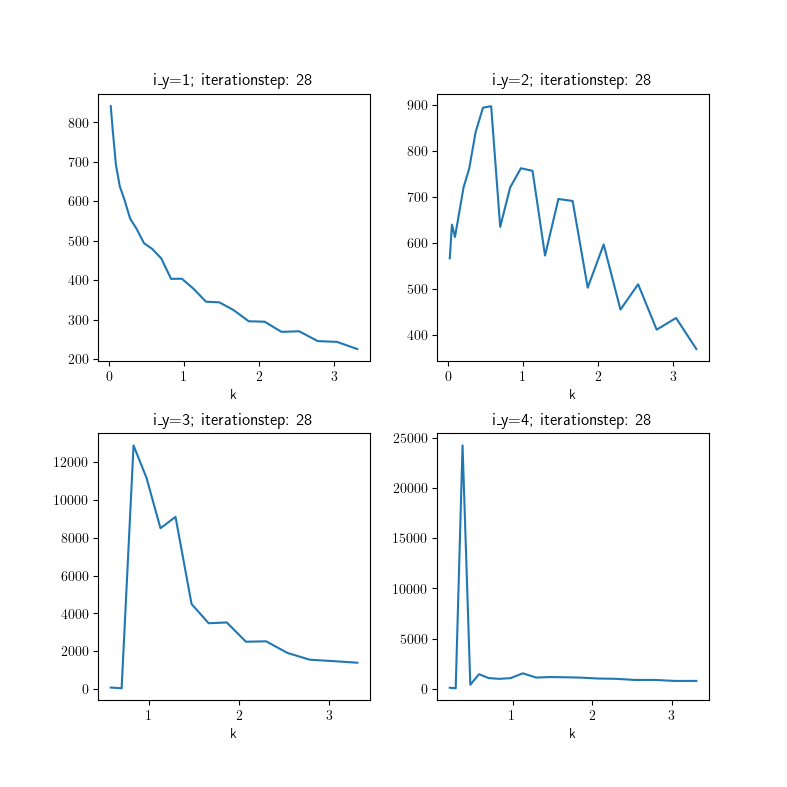 i_y=1; iterationstep: 28
800
700
600
500
400
300
200
0 1 2 3
k
i_y=2; iterationstep: 28
900
800
700
600
500
400
0 1 2 3
k
i_y=3; iterationstep: 28
12000
10000
8000
6000
4000
2000
0
1 2 3
k
i_y=4; iterationstep: 28
25000
20000
15000
10000
5000
0
1 2 3
k